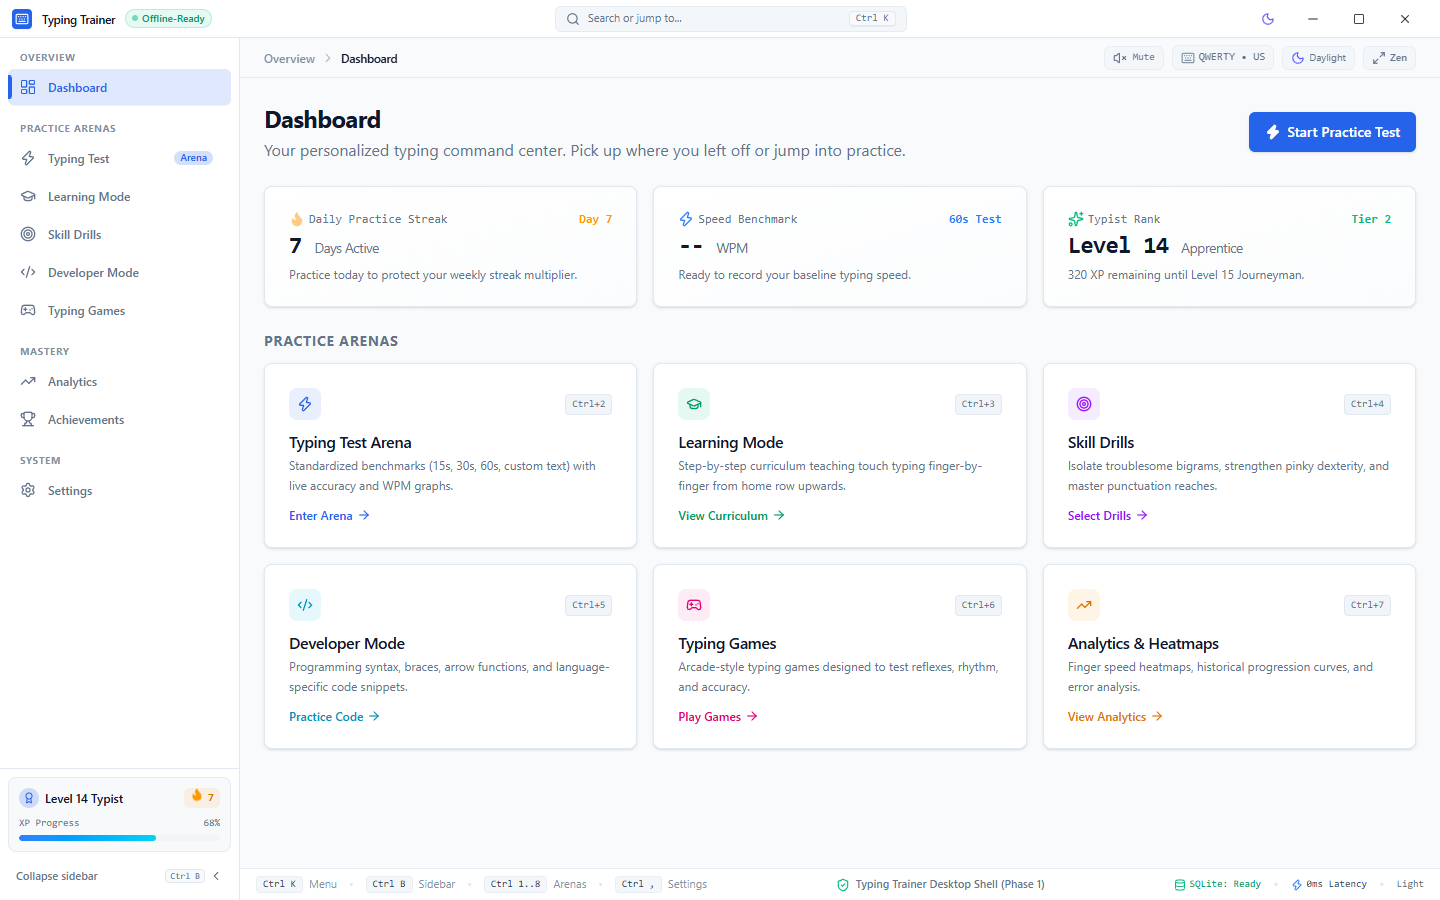 Typing Trainer
Offline-Ready
Search or jump to...
Ctrl K
OVERVIEW
Dashboard
PRACTICE ARENAS
Typing Test
Arena
Learning Mode
Skill Drills
Developer Mode
Typing Games
MASTERY
Analytics
Achievements
SYSTEM
Settings
Level 14 Typist
7
XP Progress
68%
Collapse sidebar
Ctrl B
Overview
Dashboard
Mute
QWERTY • US
Daylight
Zen
Dashboard
Your personalized typing command center. Pick up where you left off or jump into practice.
Start Practice Test
Daily Practice Streak
Day 7
7 Days Active
Practice today to protect your weekly streak multiplier.
Speed Benchmark
60s Test
-- WPM
Ready to record your baseline typing speed.
Typist Rank
Tier 2
Level 14 Apprentice
320 XP remaining until Level 15 Journeyman.
PRACTICE ARENAS
Ctrl+2
Typing Test Arena
Standardized benchmarks (15s, 30s, 60s, custom text) with
live accuracy and WPM graphs.
Enter Arena
Ctrl+3
Learning Mode
Step-by-step curriculum teaching touch typing finger-by-
finger from home row upwards.
View Curriculum
Ctrl+4
Skill Drills
Isolate troublesome bigrams, strengthen pinky dexterity, and
master punctuation reaches.
Select Drills
Ctrl+5
Developer Mode
Programming syntax, braces, arrow functions, and language-
specific code snippets.
Practice Code
Ctrl+6
Typing Games
Arcade-style typing games designed to test reflexes, rhythm,
and accuracy.
Play Games
Ctrl+7
Analytics & Heatmaps
Finger speed heatmaps, historical progression curves, and
error analysis.
View Analytics
Ctrl K Menu • Ctrl B Sidebar • Ctrl 1..8 Arenas • Ctrl , Settings
Typing Trainer Desktop Shell (Phase 1)
SQLite: Ready • 0ms Latency • Light